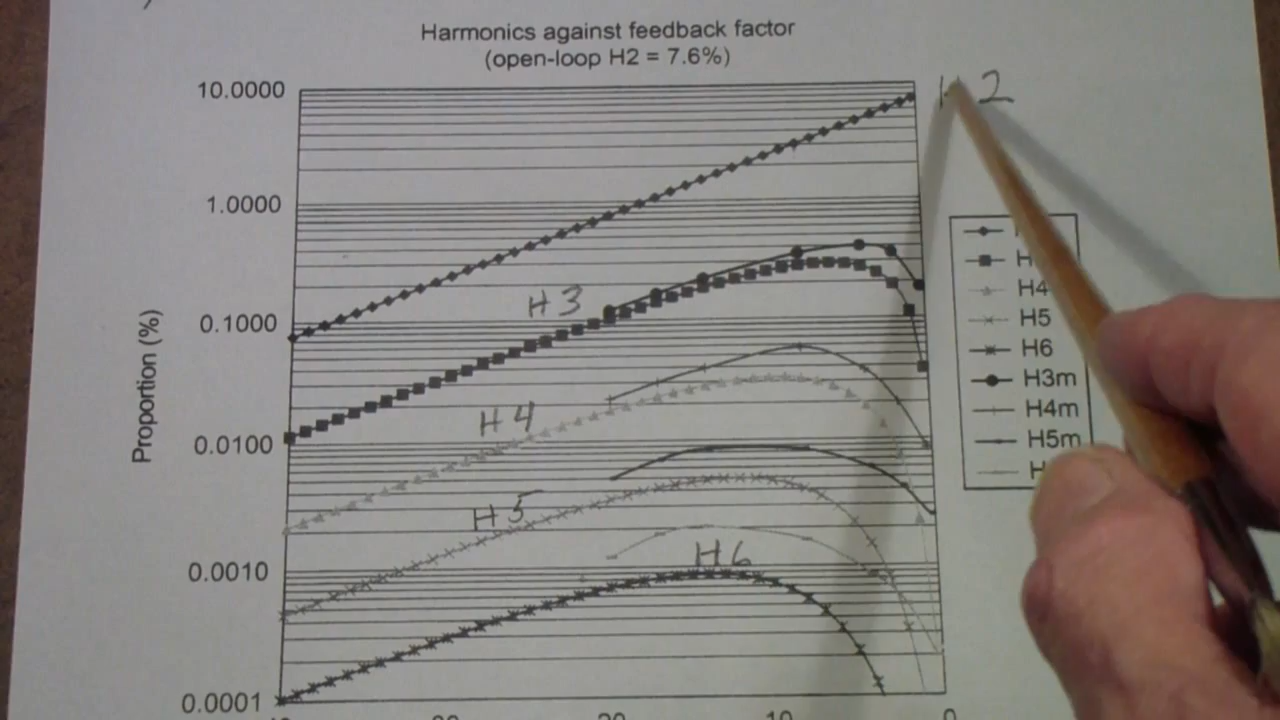 Harmonics against feedback factor
(open-loop H2 = 7.6%)
10.0000
1.0000
0.1000
0.0100
0.0010
0.0001
Proportion (%)
H2
H3
H4
H5
H6
H4
H5
H6
H3m
H4m
H5m
20
10
0